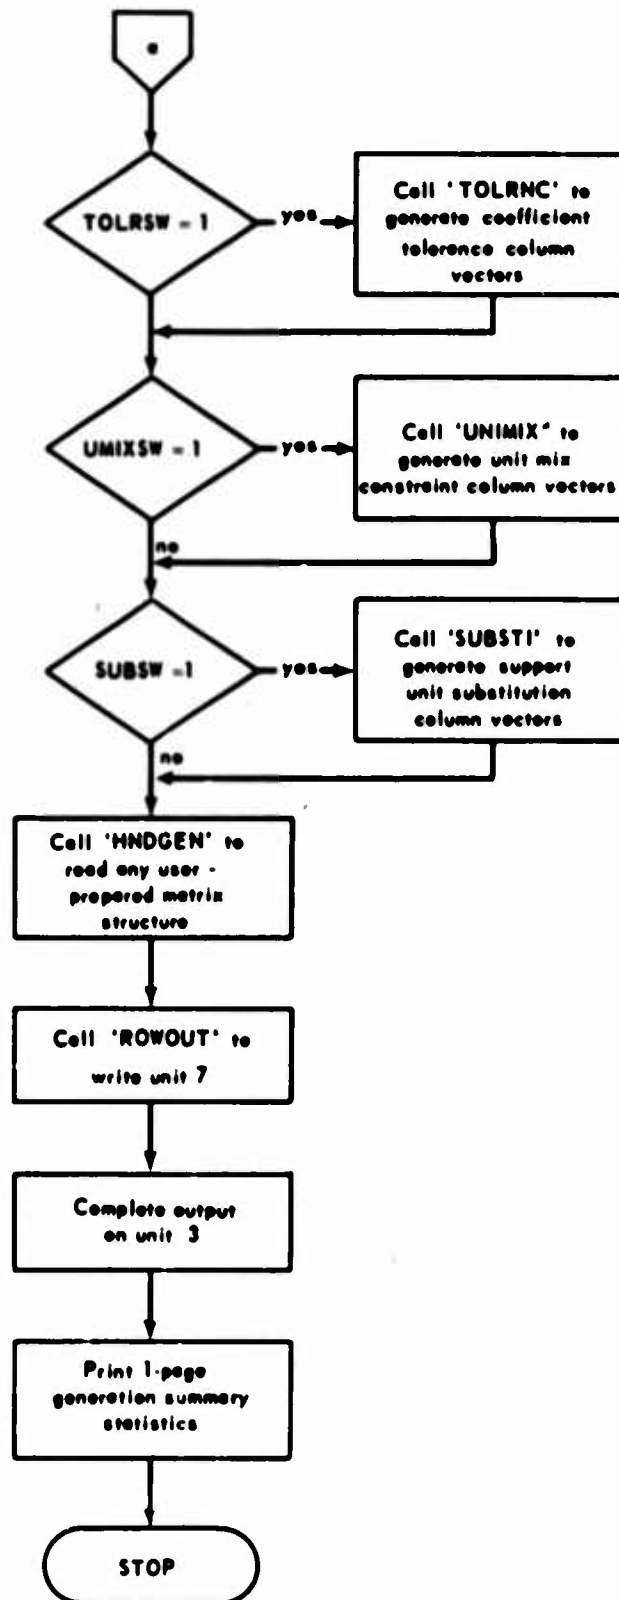 a
TOLRSW = 1
yes
Call 'TOLRNC' to
generate coefficient
tolerance column
vectors
UMIXSW = 1
yes
Call 'UNIMIX' to
generate unit mix
constraint column vectors
no
SUBSW = 1
yes
Call 'SUBSTI' to
generate support
unit substitution
column vectors
no
Call 'HNDGEN' to
read any user -
prepared matrix
structure
Call 'ROWOUT' to
write unit 7
Complete output
on unit 3
Print 1-page
generation summary
statistics
STOP